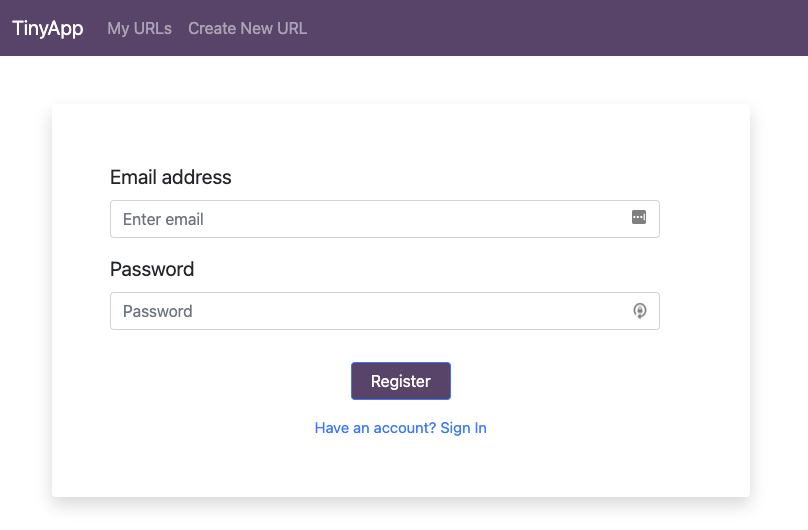 TinyApp My URLs Create New URL
Email address
Enter email
Password
Password
Register
Have an account? Sign In